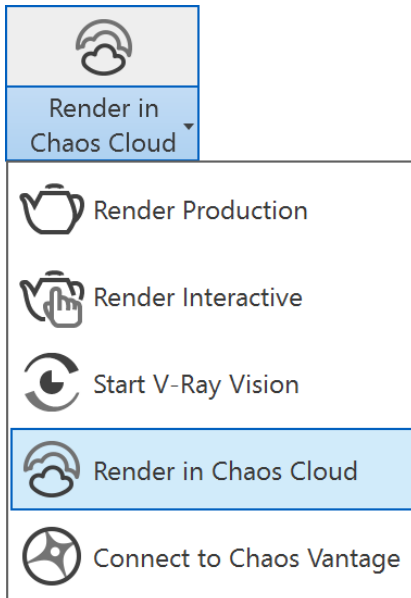 Render in
Chaos Cloud
Render Production
Render Interactive
Start V-Ray Vision
Render in Chaos Cloud
Connect to Chaos Vantage